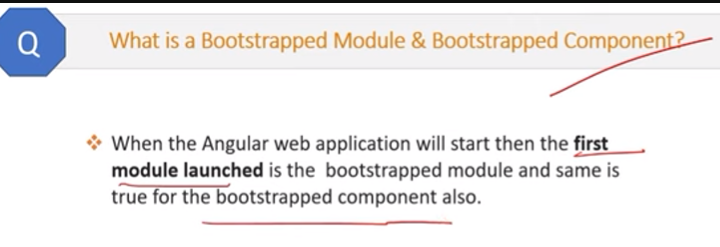 Q
What is a Bootstrapped Module & Bootstrapped Component?
❖ When the Angular web application will start then the first
module launched is the bootstrapped module and same is
true for the bootstrapped component also.